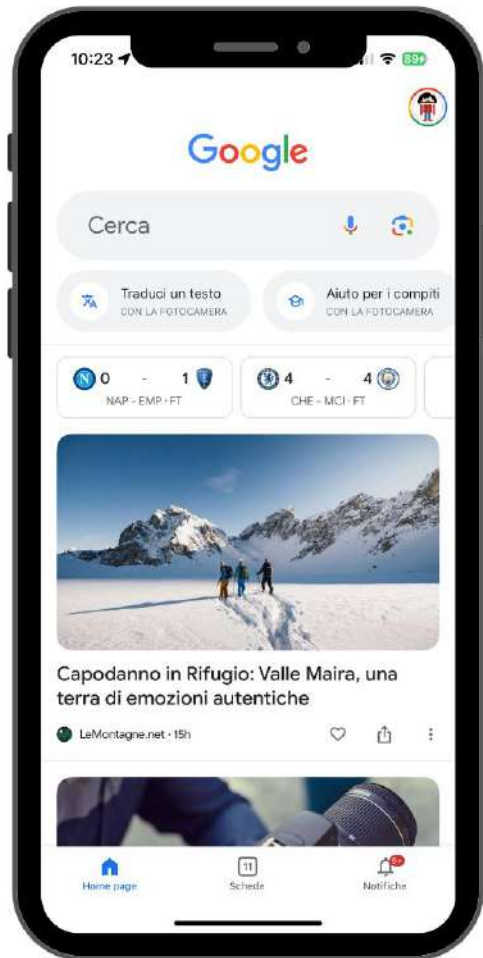 10:23
89
Google
Cerca
Traduci un testo
CON LA FOTOCAMERA
Aiuto per i compiti
CON LA FOTOCAMERA
0 - 1
NAP - EMP · FT
4 - 4
CHE - MCI · FT
Capodanno in Rifugio: Valle Maira, una
terra di emozioni autentiche
LeMontagne.net · 15h
11
9+
Home page
Schede
Notifiche